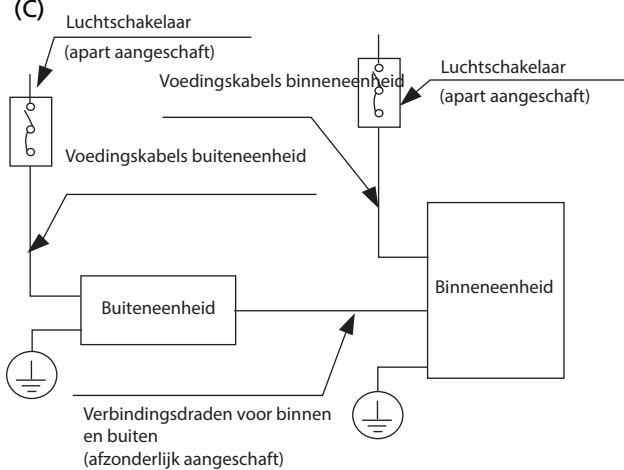 (C)
Luchtschakelaar
(apart aangeschaft)
Voedingskabels binneneenheid
Luchtschakelaar
(apart aangeschaft)
Voedingskabels buiteneenheid
Buiteneenheid
Binneneenheid
Verbindingsdraden voor binnen
en buiten
(afzonderlijk aangeschaft)